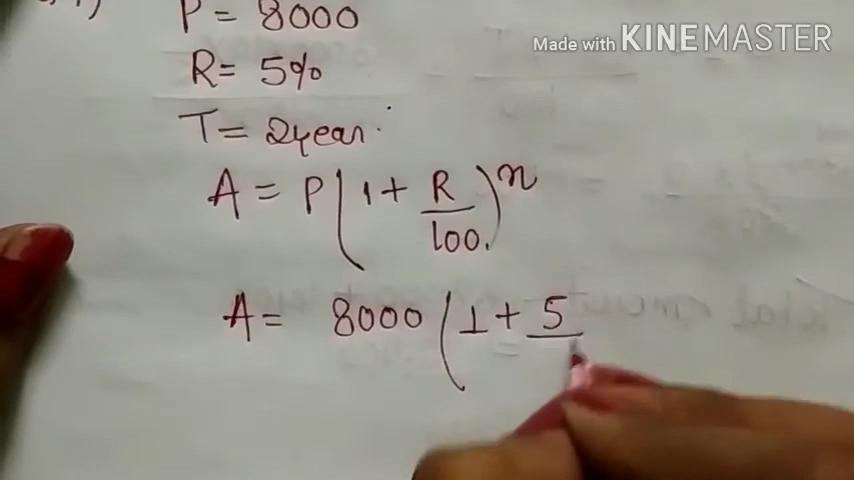 P = 8000
Made with KINEMASTER
R = 5%
T = 2year.
A = P(1 + R/100.)^n
A = 8000 (1 + 5